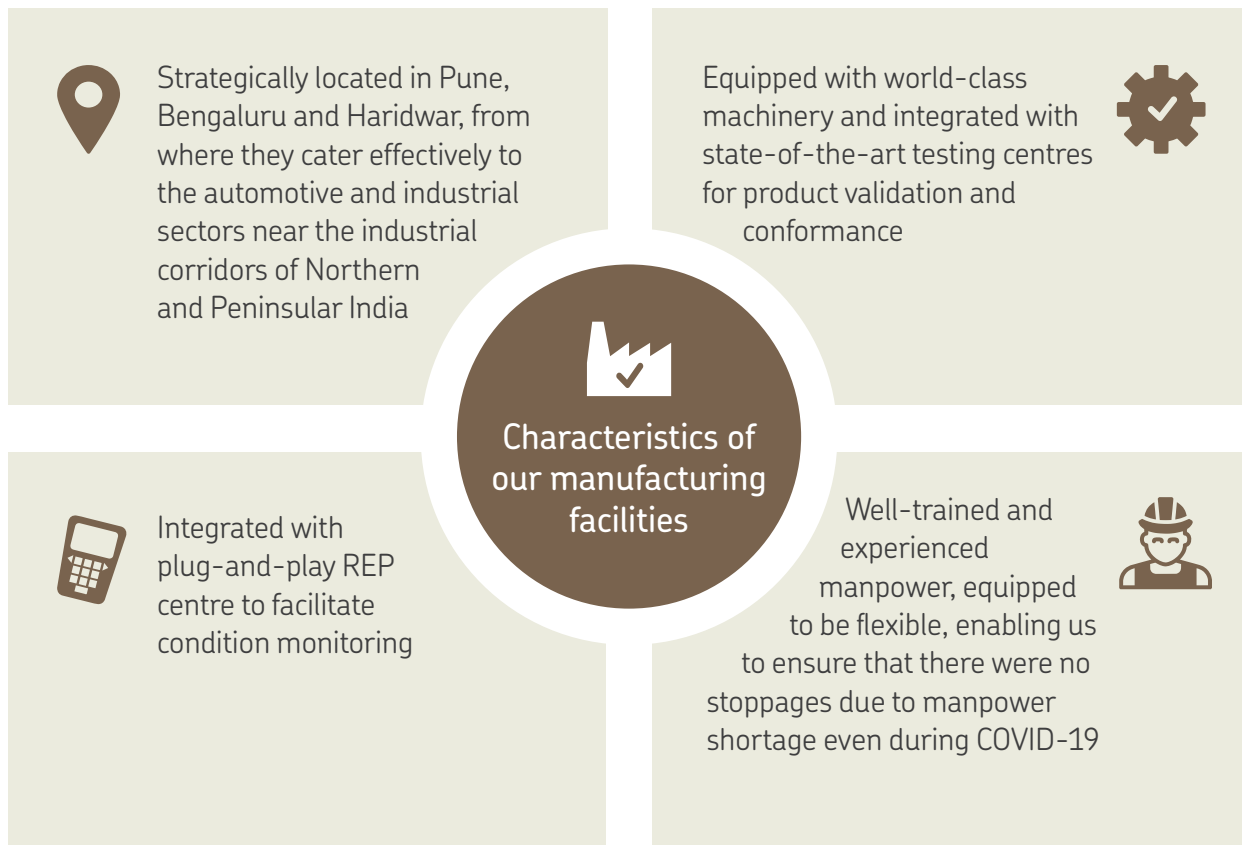 Strategically located in Pune,
Bengaluru and Haridwar, from
where they cater effectively to
the automotive and industrial
sectors near the industrial
corridors of Northern
and Peninsular India
Equipped with world-class
machinery and integrated with
state-of-the-art testing centres
for product validation and
conformance
Characteristics of
our manufacturing
facilities
Integrated with
plug-and-play REP
centre to facilitate
condition monitoring
Well-trained and
experienced
manpower, equipped
to be flexible, enabling us
to ensure that there were no
stoppages due to manpower
shortage even during COVID-19